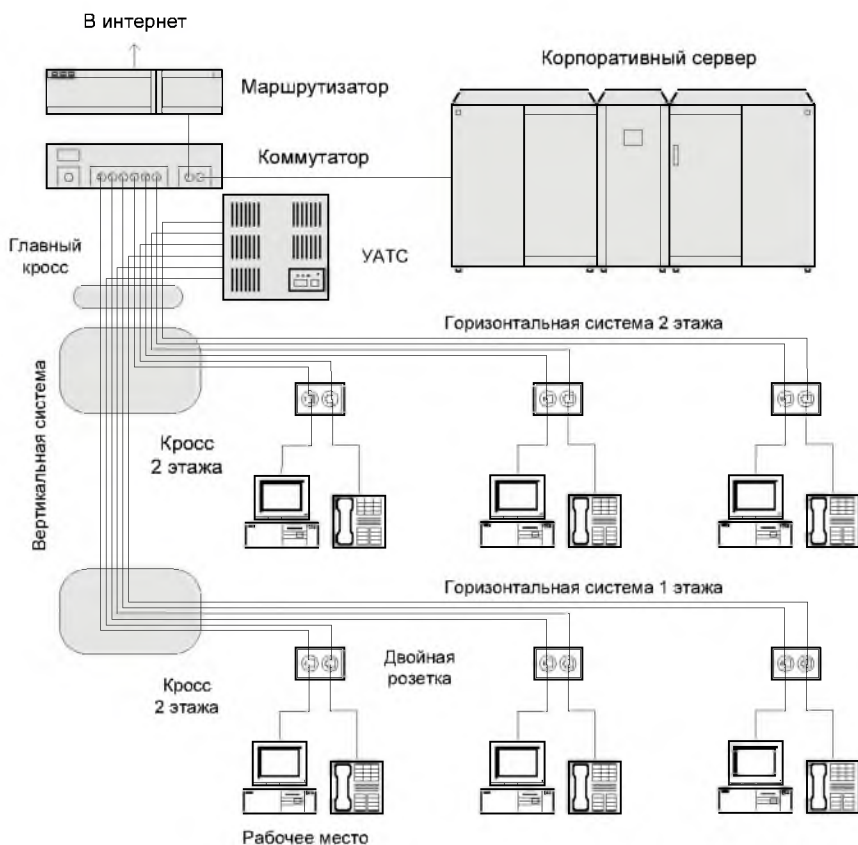 В интернет
Маршрутизатор
Корпоративный сервер
Коммутатор
Главный
кросс
УАТС
Вертикальная система
Горизонтальная система 2 этажа
Кросс
2 этажа
Горизонтальная система 1 этажа
Двойная
розетка
Кросс
2 этажа
Рабочее место